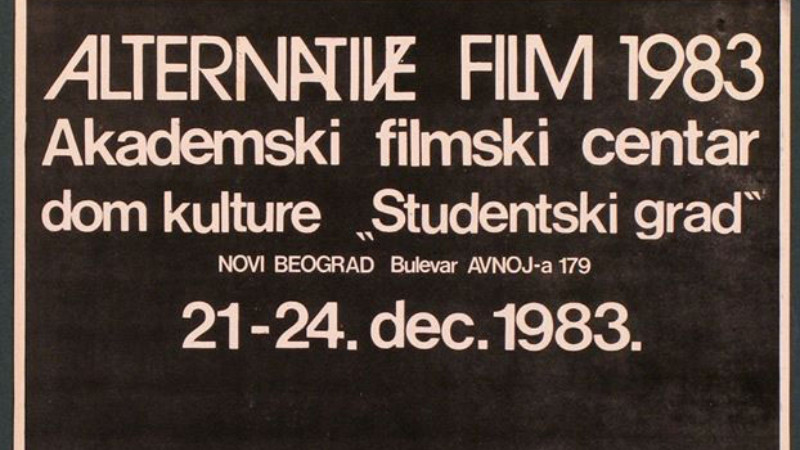 ALTERNATIVE FILM 1983
Akademski filmski centar
dom kulture „Studentski grad‟
NOVI BEOGRAD Bulevar AVNOJ-a 179
21-24. dec. 1983.